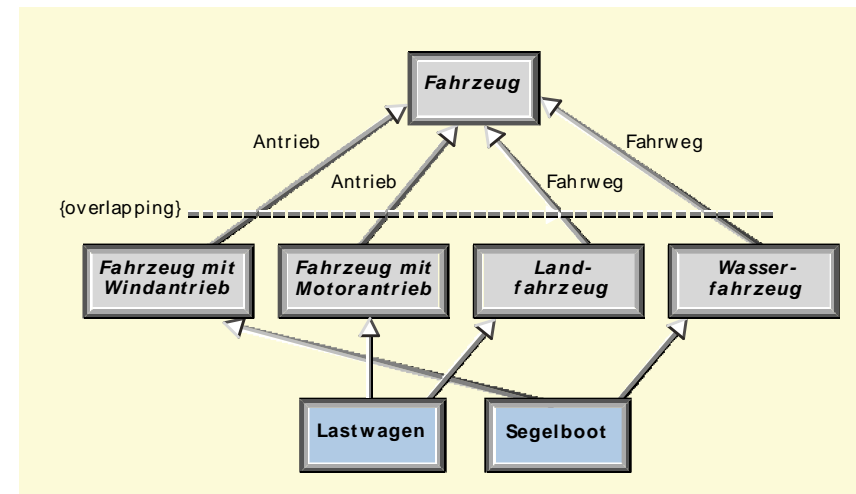 Fahrzeug
Antrieb
Fahrweg
Antrieb
Fahrweg
{overlapping}
Fahrzeug mit
Windantrieb
Fahrzeug mit
Motorantrieb
Land-
fahrzeug
Wasser-
fahrzeug
Lastwagen
Segelboot